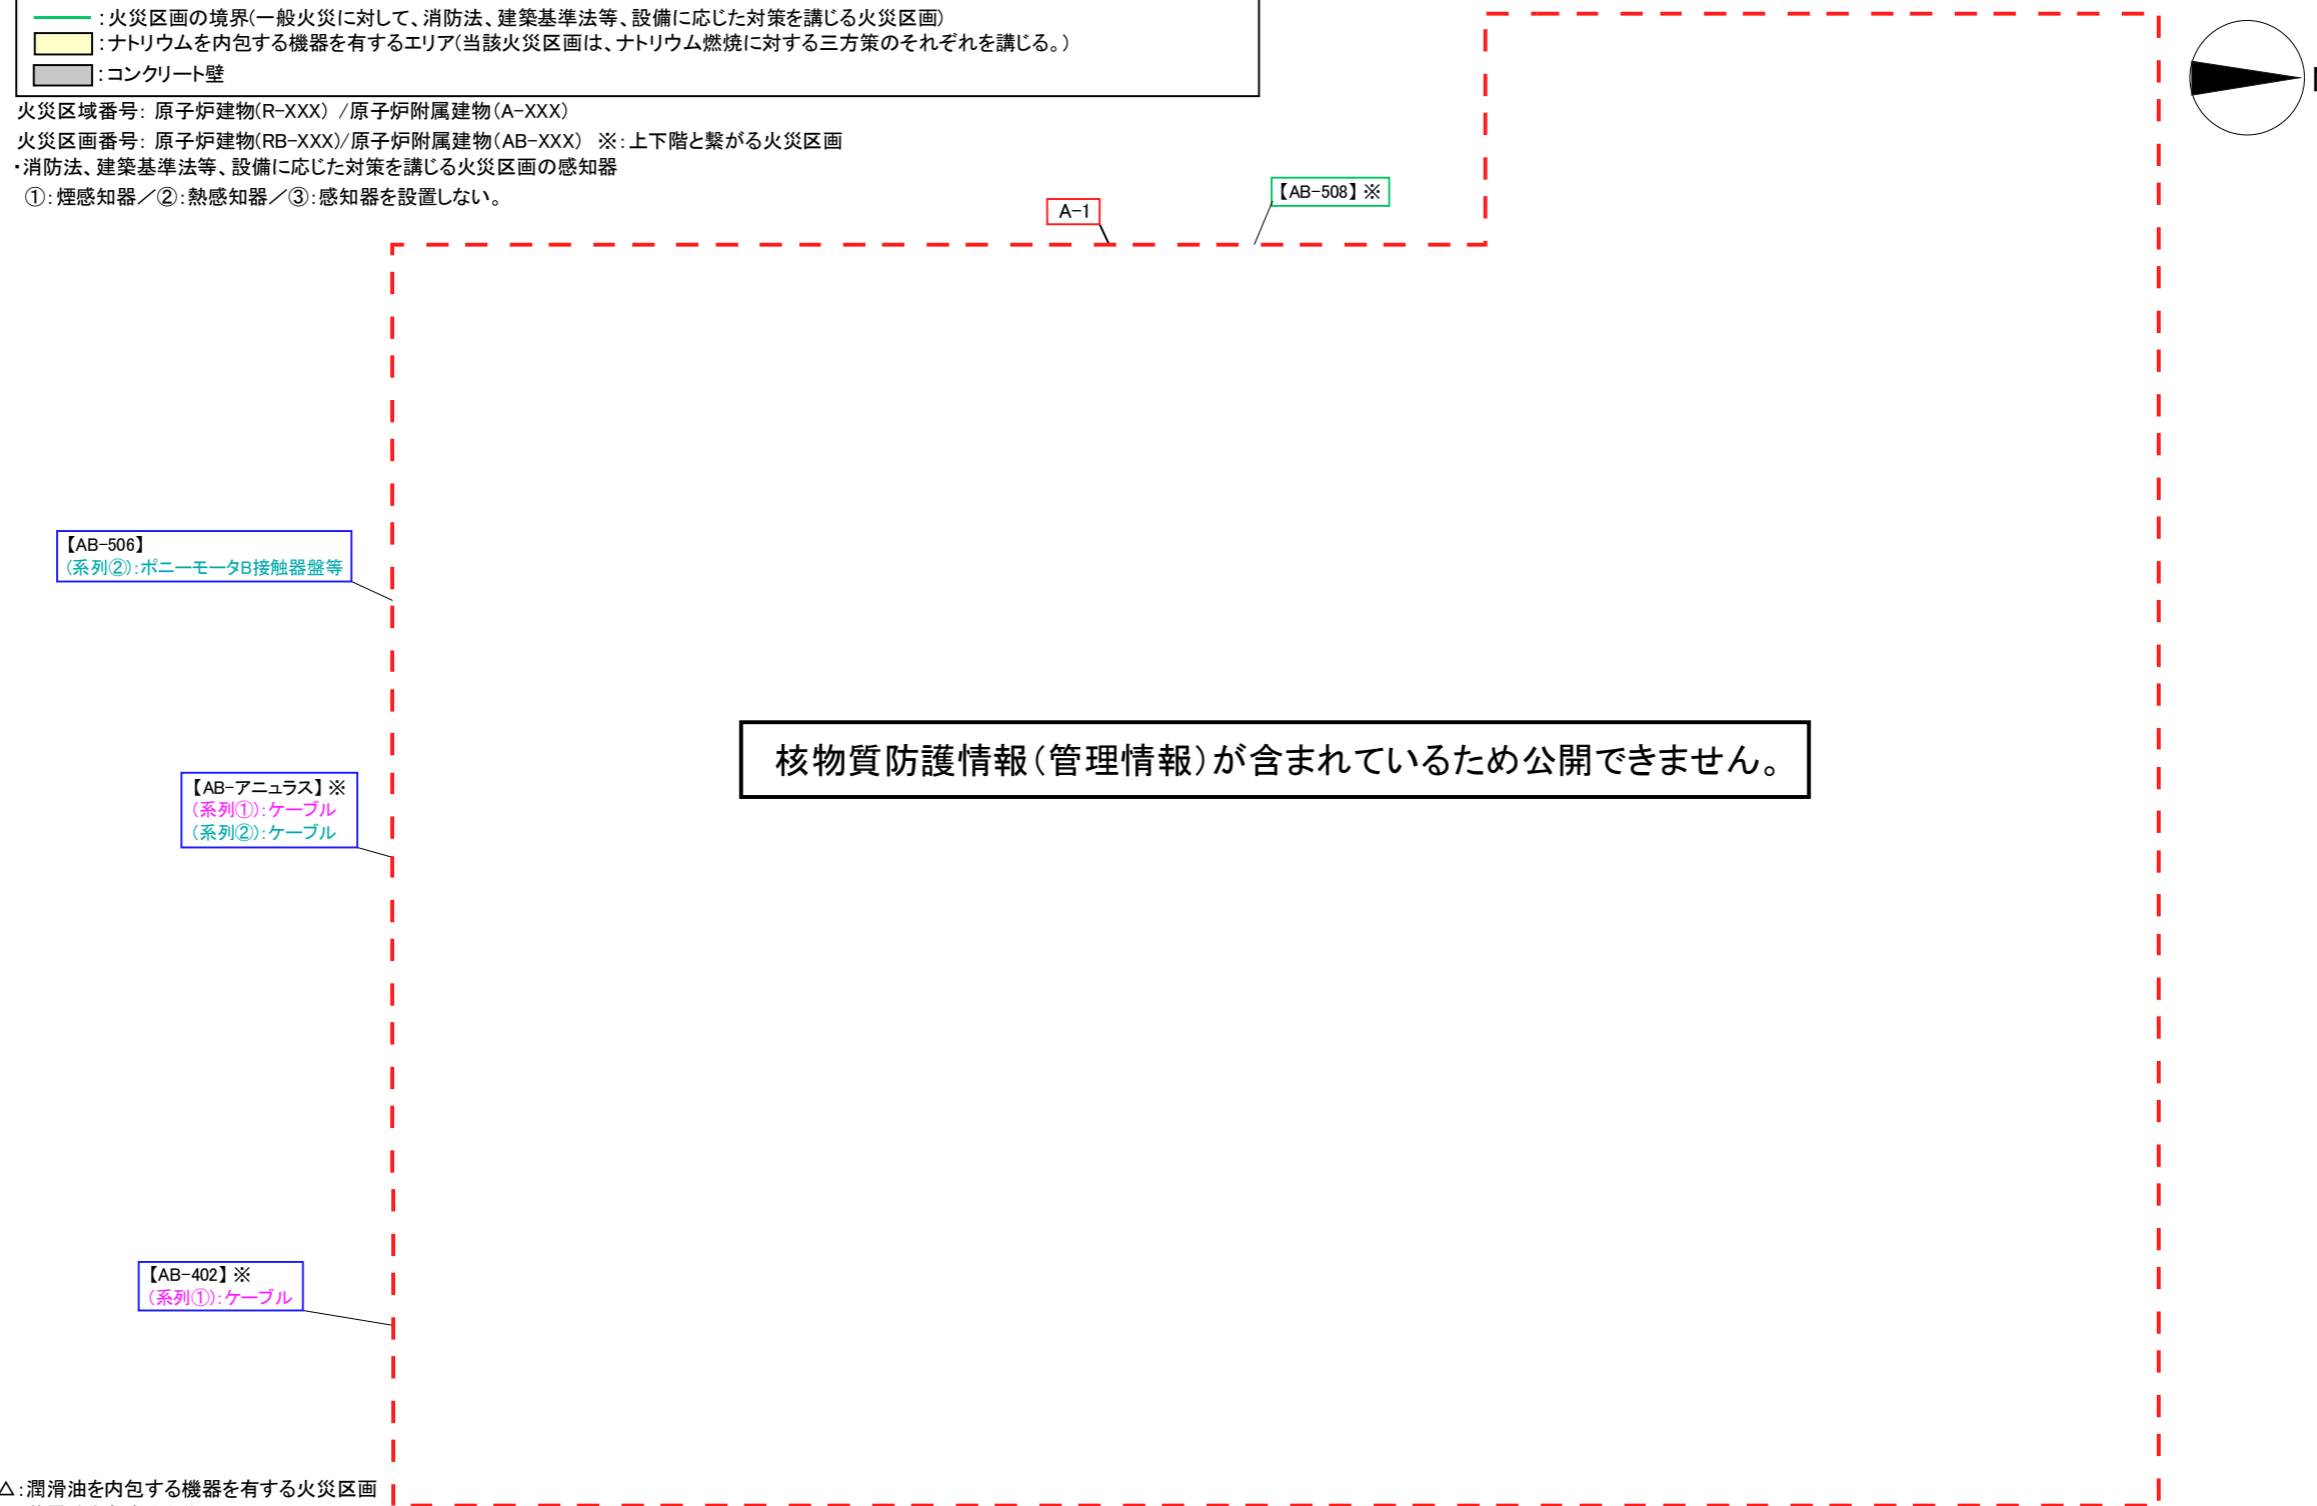 :火災区画の境界(一般火災に対して、消防法、建築基準法等、設備に応じた対策を講じる火災区画)
:ナトリウムを内包する機器を有するエリア(当該火災区画は、ナトリウム燃焼に対する三方策のそれぞれを講じる。)
:コンクリート壁
火災区域番号: 原子炉建物(R-XXX) /原子炉附属建物(A-XXX)
火災区画番号: 原子炉建物(RB-XXX)/原子炉附属建物(AB-XXX) ※:上下階と繋がる火災区画
・消防法、建築基準法等、設備に応じた対策を講じる火災区画の感知器
①:煙感知器/②:熱感知器/③:感知器を設置しない。
【AB-508】※
A-1
【AB-506】
(系列②):ポニーモータB接触器盤等
核物質防護情報(管理情報)が含まれているため公開できません。
【AB-アニュラス】※
(系列①):ケーブル
(系列②):ケーブル
【AB-402】※
(系列①):ケーブル
△:潤滑油を内包する機器を有する火災区画